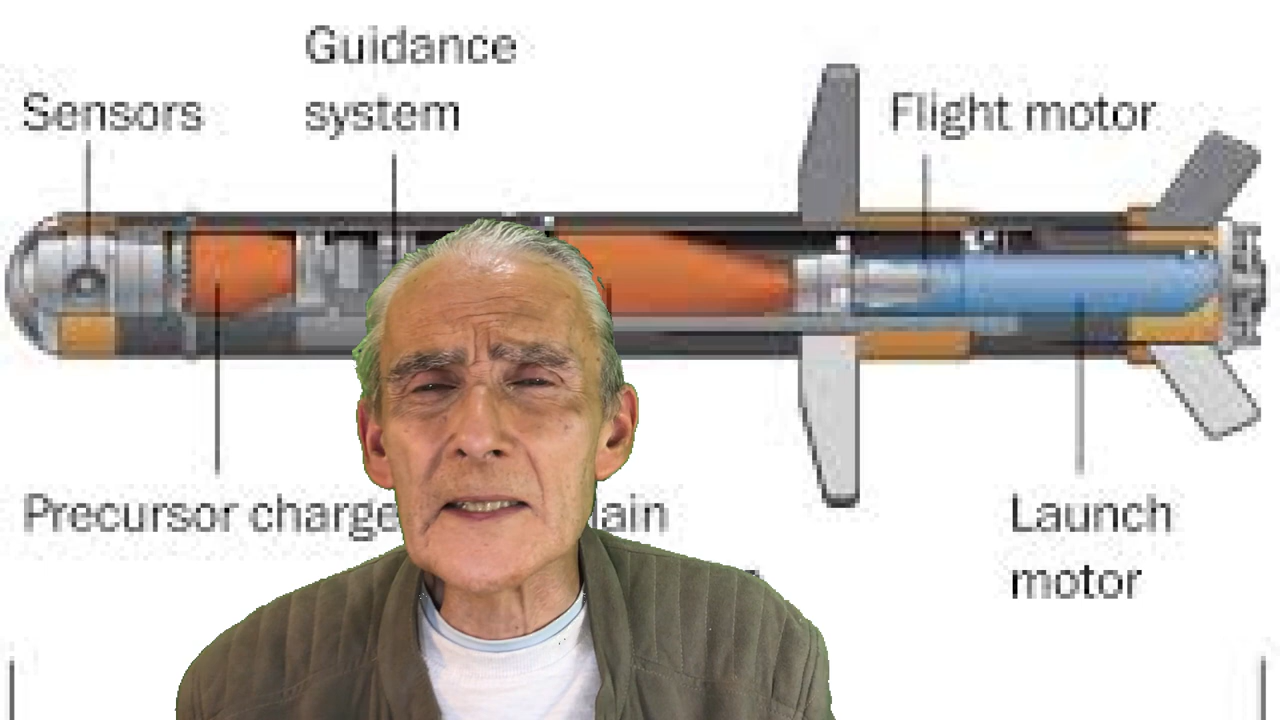 Sensors
Guidance
system
Flight motor
Precursor charge
Launch
motor